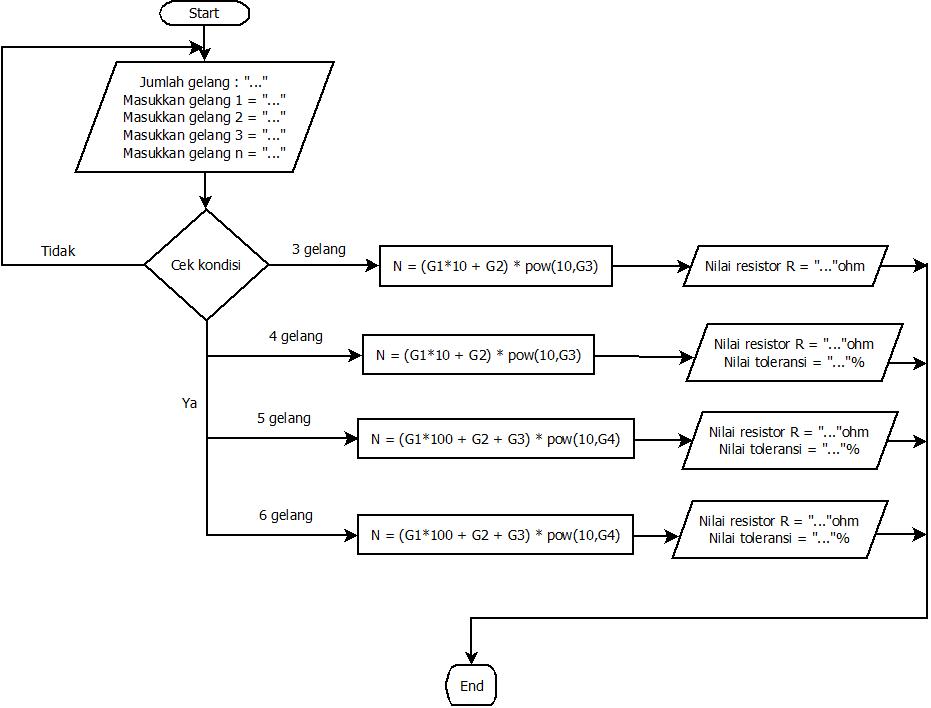 Start
Jumlah gelang : "..."
Masukkan gelang 1 = "..."
Masukkan gelang 2 = "..."
Masukkan gelang 3 = "..."
Masukkan gelang n = "..."
Tidak
Cek kondisi
3 gelang
N = (G1*10 + G2) * pow(10,G3)
Nilai resistor R = "..."ohm
4 gelang
N = (G1*10 + G2) * pow(10,G3)
Nilai resistor R = "..."ohm
Nilai toleransi = "..."%
Ya
5 gelang
N = (G1*100 + G2 + G3) * pow(10,G4)
Nilai resistor R = "..."ohm
Nilai toleransi = "..."%
6 gelang
N = (G1*100 + G2 + G3) * pow(10,G4)
Nilai resistor R = "..."ohm
Nilai toleransi = "..."%
End